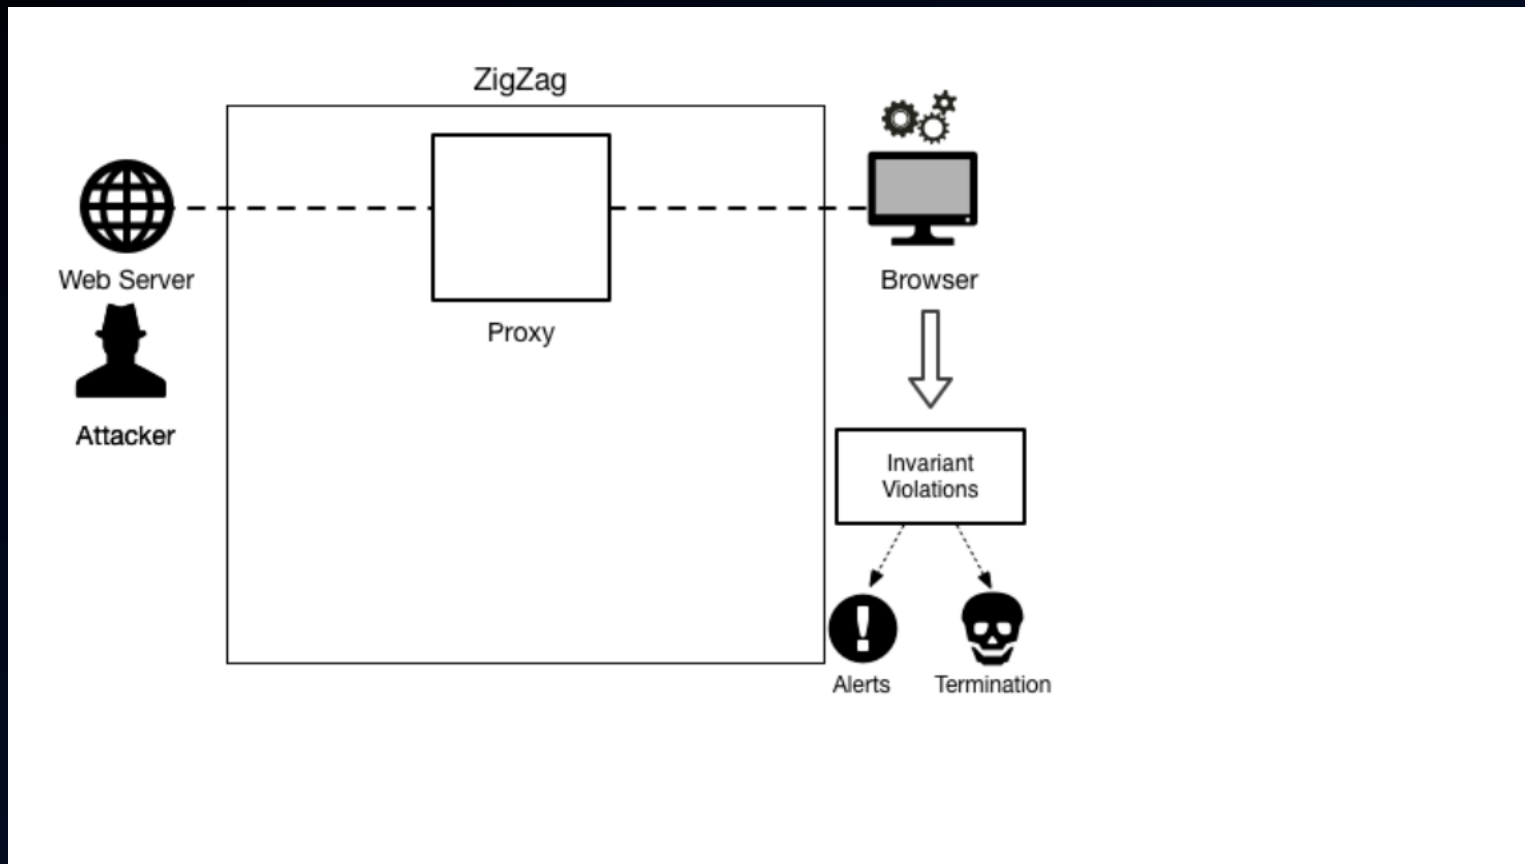 ZigZag
Web Server
Attacker
Proxy
Browser
Invariant
Violations
Alerts
Termination